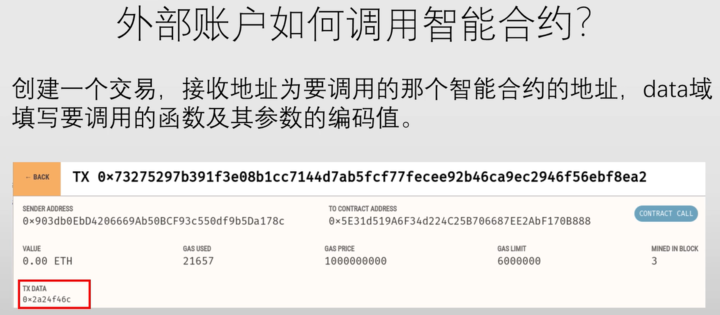 外部账户如何调用智能合约?
创建一个交易,接收地址为要调用的那个智能合约的地址,data域
填写要调用的函数及其参数的编码值。
← BACK TX 0×73275297b391f3e08b1cc7144d7ab5fcf77fecee92b46ca9ec2946f56ebf8ea2
SENDER ADDRESS TO CONTRACT ADDRESS
0×903db0EbD4206669Ab50BCF93c550df9b5Da178c 0×5E31d519A6F34d224C25B706687EE2AbF170B888 CONTRACT CALL
VALUE GAS USED GAS PRICE GAS LIMIT MINED IN BLOCK
0.00 ETH 21657 1000000000 6000000 3
TX DATA
0×2a24f46c